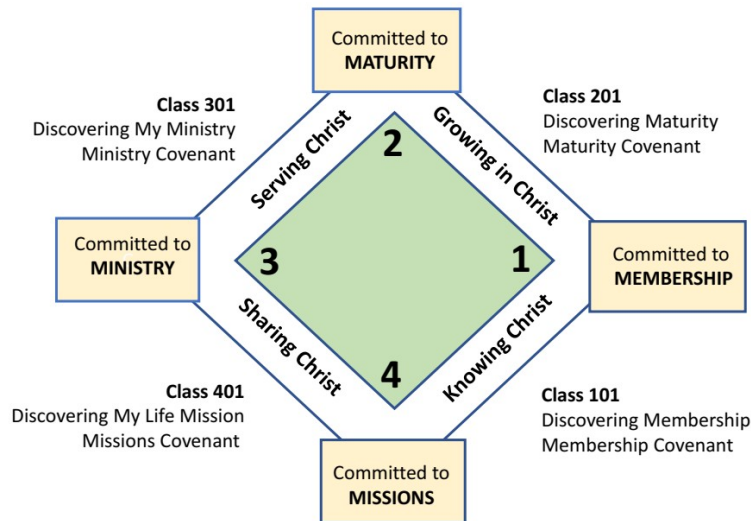 Committed to
MATURITY
Class 301
Discovering My Ministry
Ministry Covenant
Class 201
Discovering Maturity
Maturity Covenant
Serving Christ
Growing in Christ
2
Committed to
MINISTRY
3
1
Committed to
MEMBERSHIP
Sharing Christ
Knowing Christ
4
Class 401
Discovering My Life Mission
Missions Covenant
Class 101
Discovering Membership
Membership Covenant
Committed to
MISSIONS